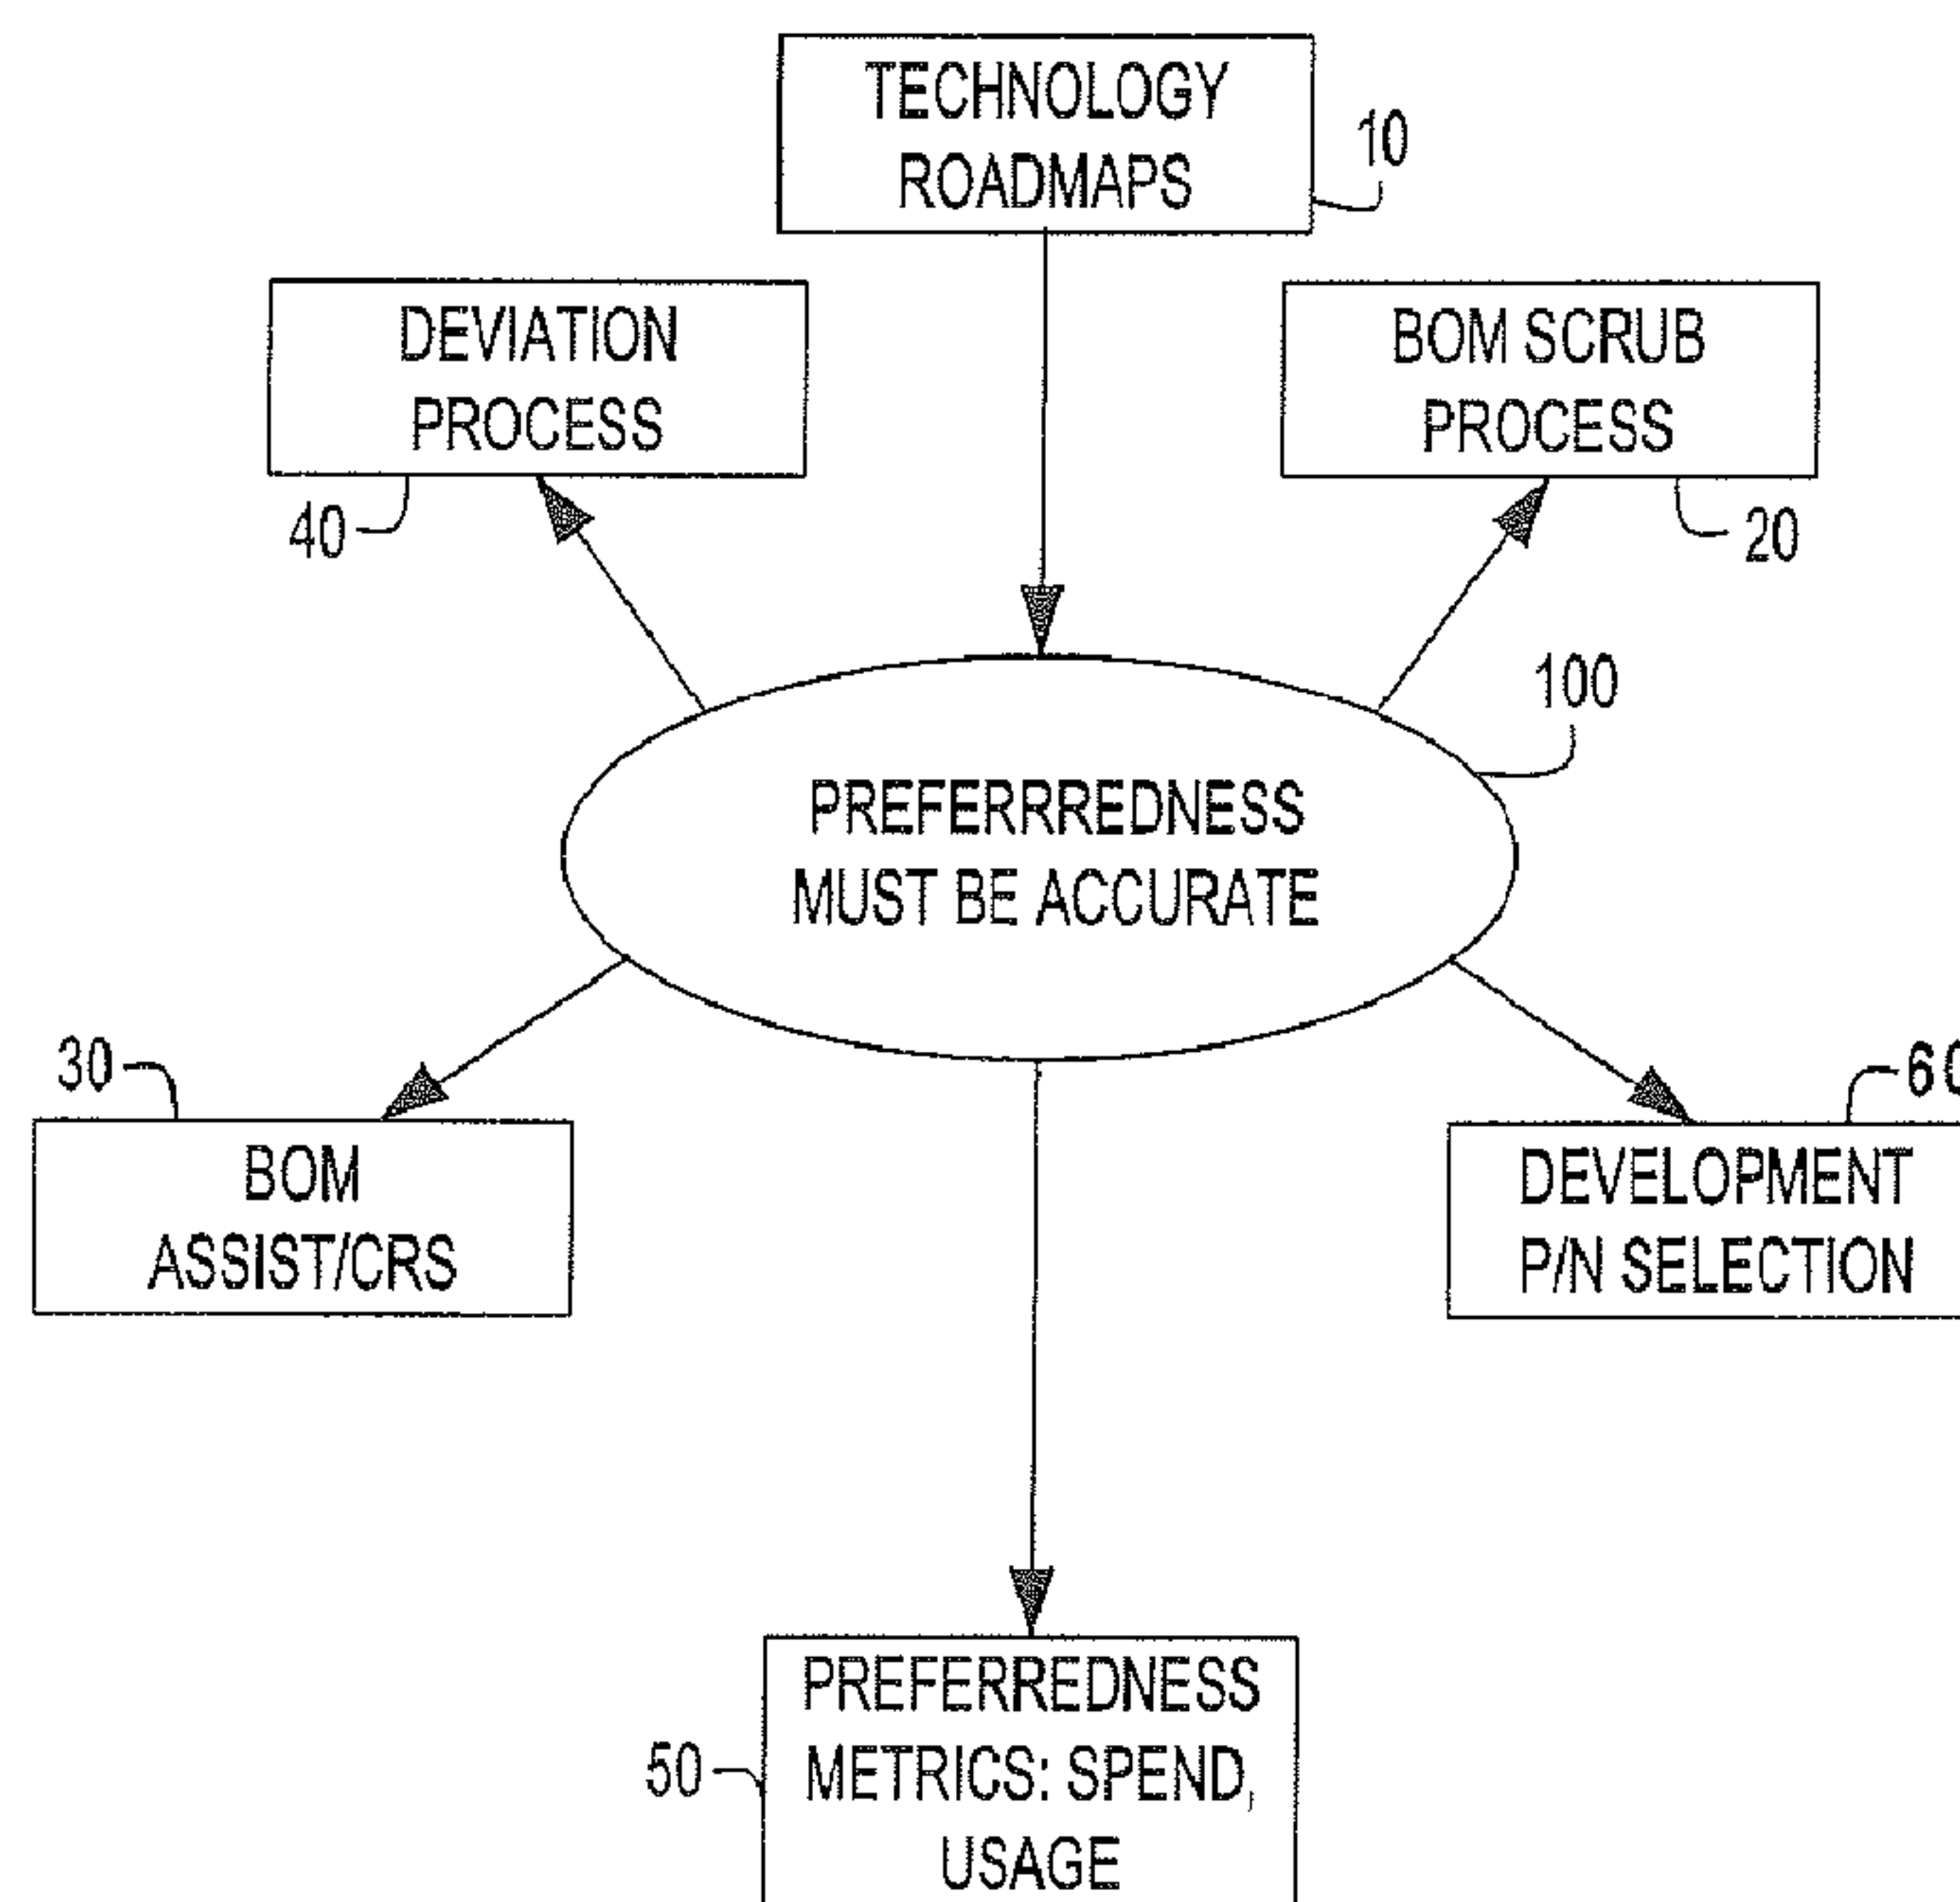 TECHNOLOGY
ROADMAPS
10
DEVIATION
PROCESS
40
BOM SCRUB
PROCESS
20
100
PREFERRREDNESS
MUST BE ACCURATE
30
BOM
ASSIST/CRS
60
DEVELOPMENT
P/N SELECTION
50
PREFERREDNESS
METRICS: SPEND,
USAGE